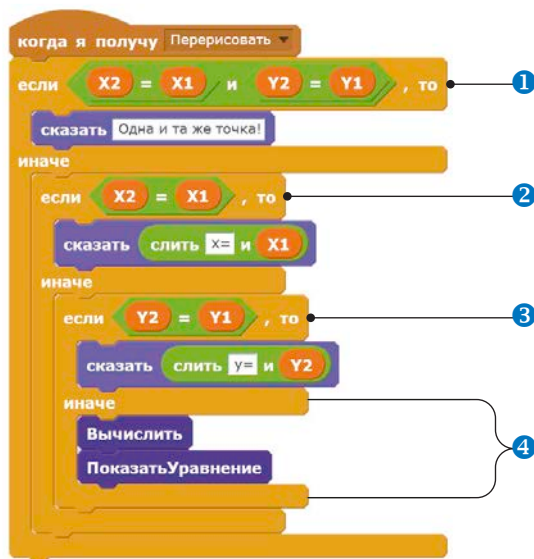 когда я получу Перерисовать
если X2 = X1 и Y2 = Y1 , то 1
сказать Одна и та же точка!
иначе
если X2 = X1 , то 2
сказать слить x= и X1
иначе
если Y2 = Y1 , то 3
сказать слить y= и Y2
иначе
4
Вычислить
ПоказатьУравнение